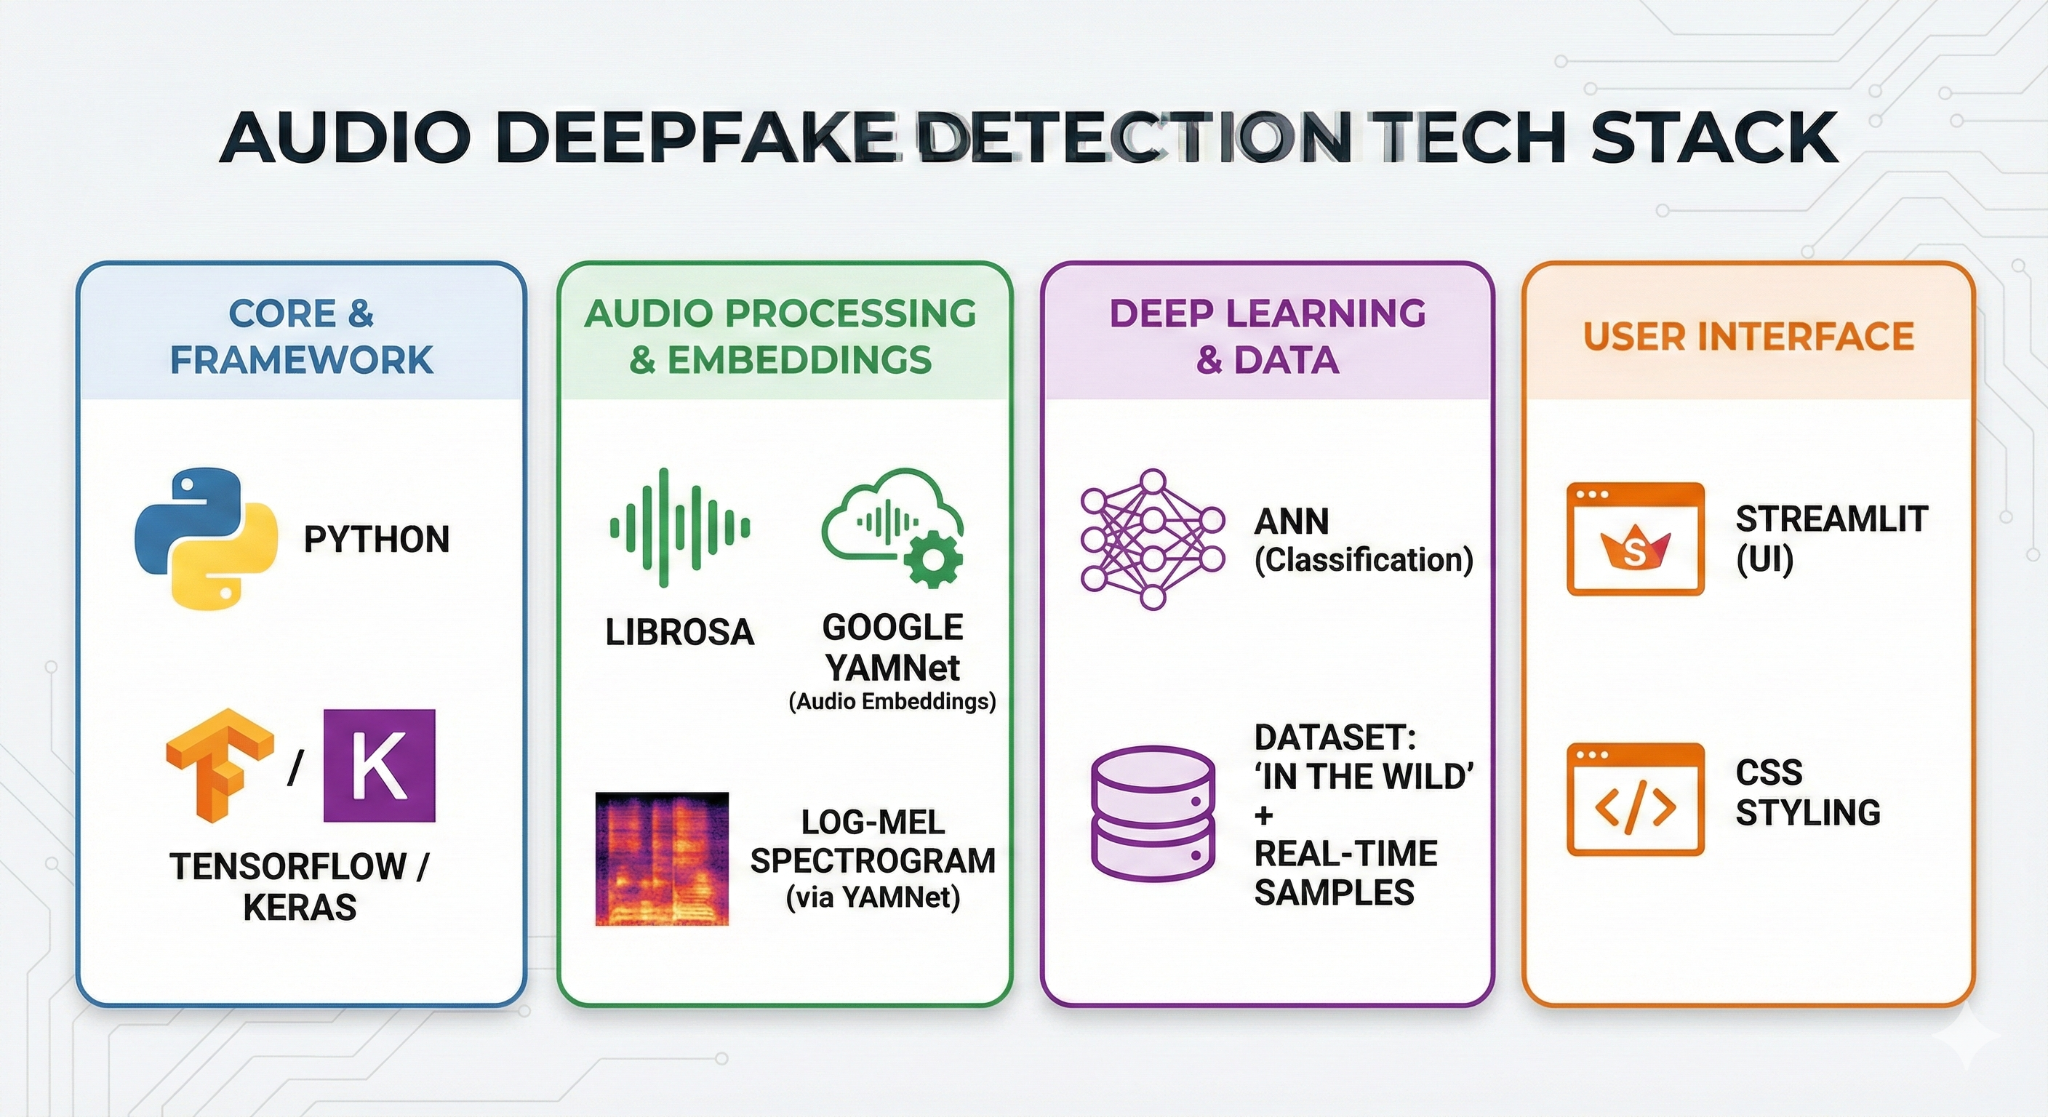 AUDIO DEEPFAKE DETECTION TECH STACK
CORE &
FRAMEWORK
PYTHON
/
K
TENSORFLOW /
KERAS
AUDIO PROCESSING
& EMBEDDINGS
LIBROSA
GOOGLE
YAMNet
(Audio Embeddings)
LOG-MEL
SPECTROGRAM
(via YAMNet)
DEEP LEARNING
& DATA
ANN
(Classification)
DATASET:
‘IN THE WILD’
+
REAL-TIME
SAMPLES
USER INTERFACE
S
STREAMLIT
(UI)
</>
CSS
STYLING